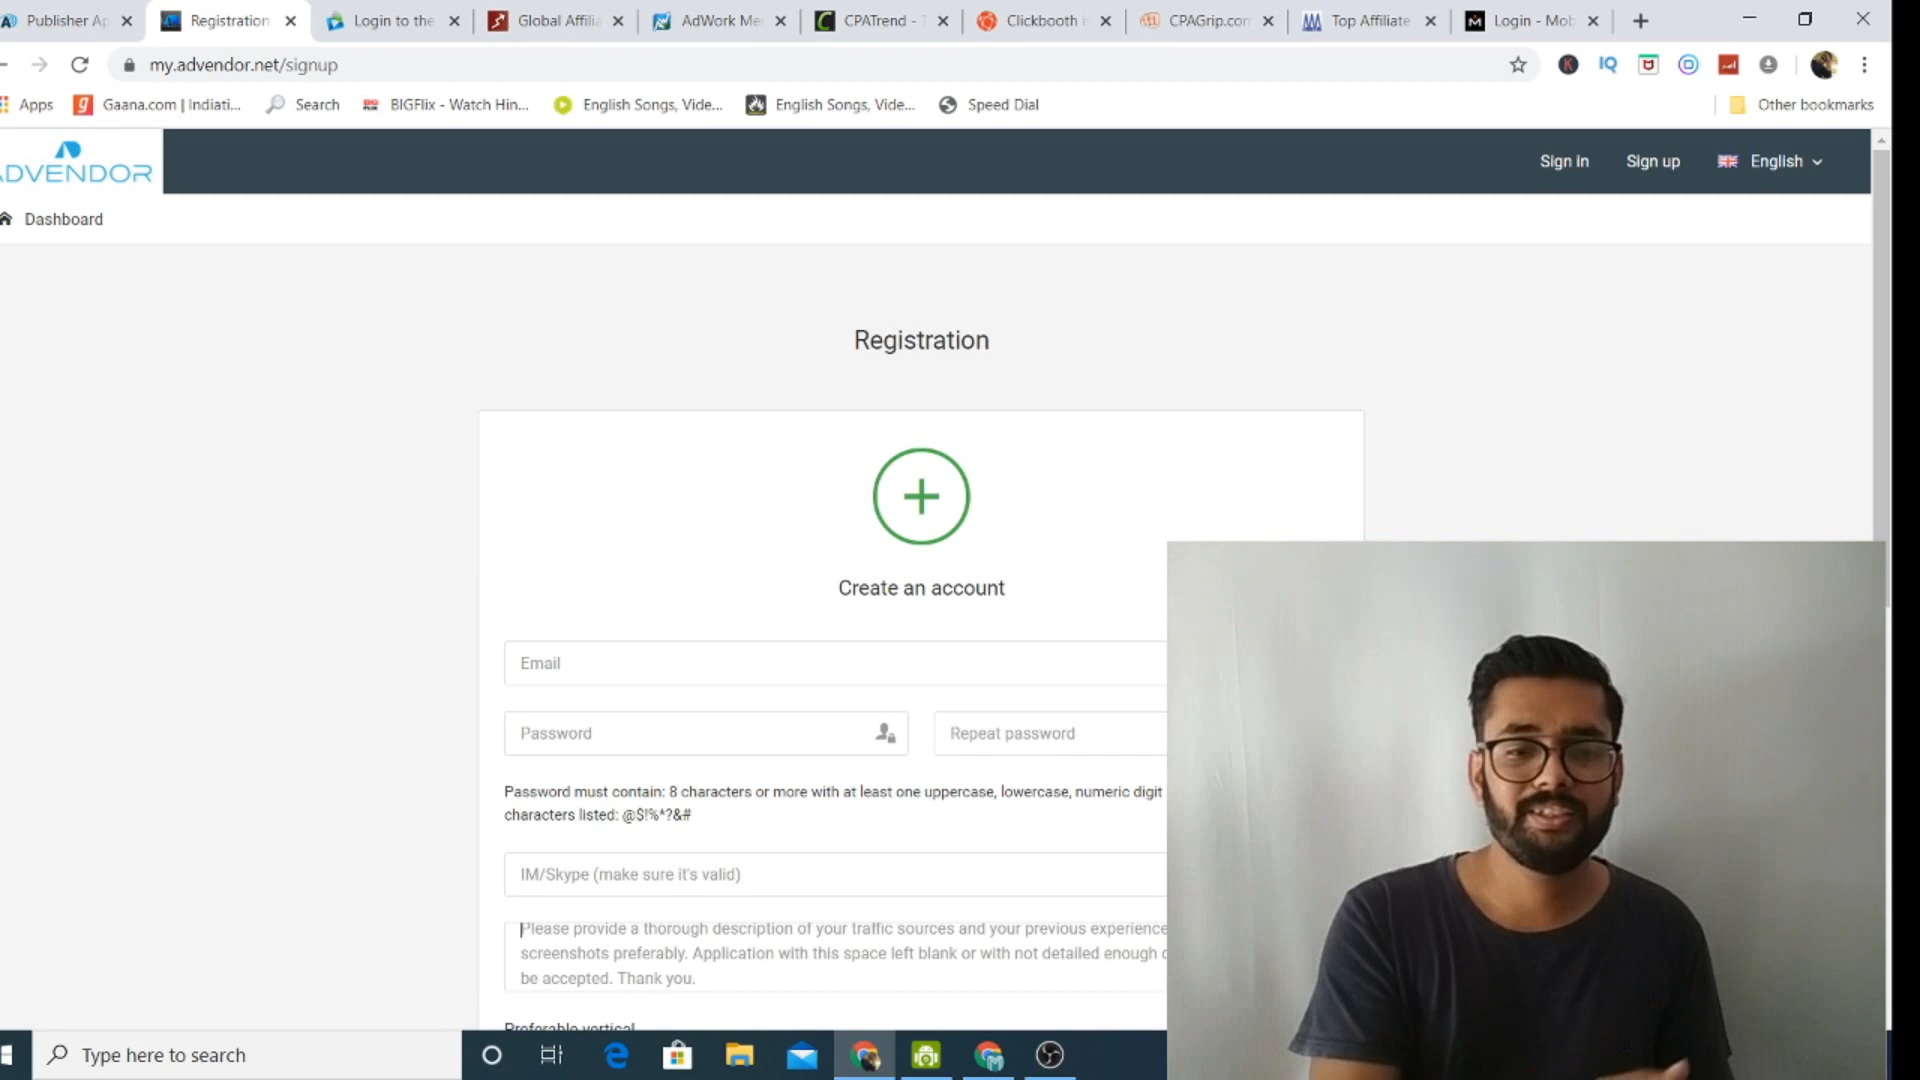 Publisher Ap
Registration
Login to the
Global Affilia
AdWork Me
CPATrend - T
Clickbooth i
CPAGrip.com
Top Affiliate
Login - Mob
my.advendor.net/signup
IQ
Apps
Gaana.com | Indiati...
Search
BIGFlix - Watch Hin...
English Songs, Vide...
English Songs, Vide...
Speed Dial
Other bookmarks
ADVENDOR
Sign in
Sign up
English
Dashboard
Registration
Create an account
Email
Password
Repeat password
Password must contain: 8 characters or more with at least one uppercase, lowercase, numeric digit
characters listed: @$!%*?&#
IM/Skype (make sure it's valid)
Please provide a thorough description of your traffic sources and your previous experience
screenshots preferably. Application with this space left blank or with not detailed enough
be accepted. Thank you.
Preferable vertical
Type here to search